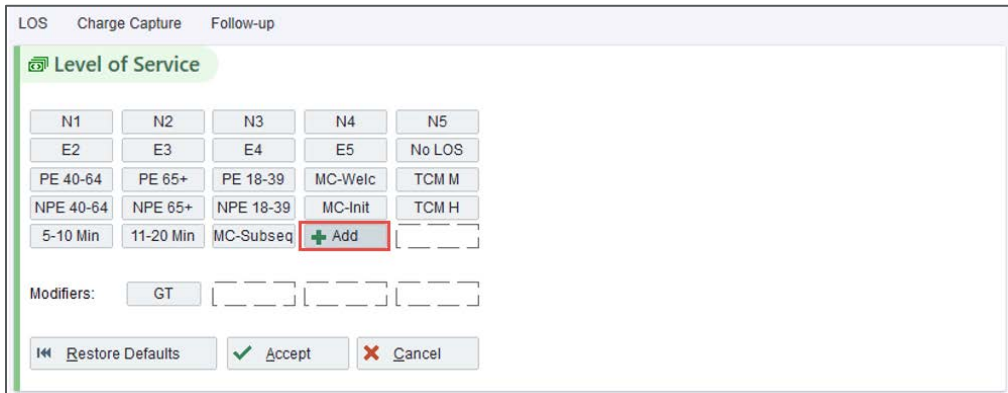 LOS Charge Capture Follow-up
Level of Service
N1 N2 N3 N4 N5
E2 E3 E4 E5 No LOS
PE 40-64 PE 65+ PE 18-39 MC-Welc TCM M
NPE 40-64 NPE 65+ NPE 18-39 MC-Init TCM H
5-10 Min 11-20 Min MC-Subseq Add
Modifiers: GT
Restore Defaults Accept Cancel